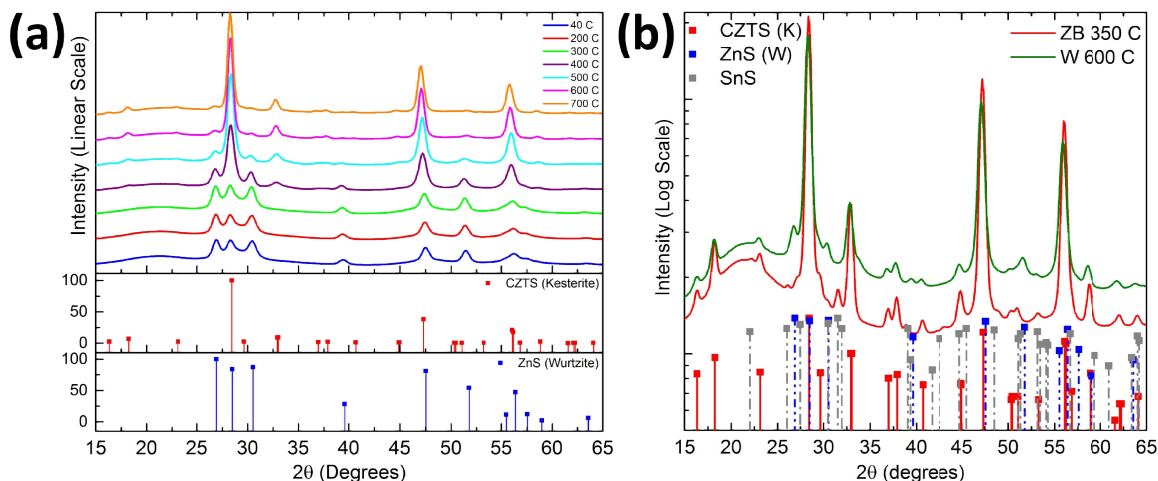 (a)
Intensity (Linear Scale)
40 C
200 C
300 C
400 C
500 C
600 C
700 C
100
50
0
CZTS (Kesterite)
100
50
0
ZnS (Wurtzite)
15 20 25 30 35 40 45 50 55 60 65
2θ (Degrees)
(b)
Intensity (Log Scale)
CZTS (K)
ZnS (W)
SnS
ZB 350 C
W 600 C
15 20 25 30 35 40 45 50 55 60 65
2θ (degrees)